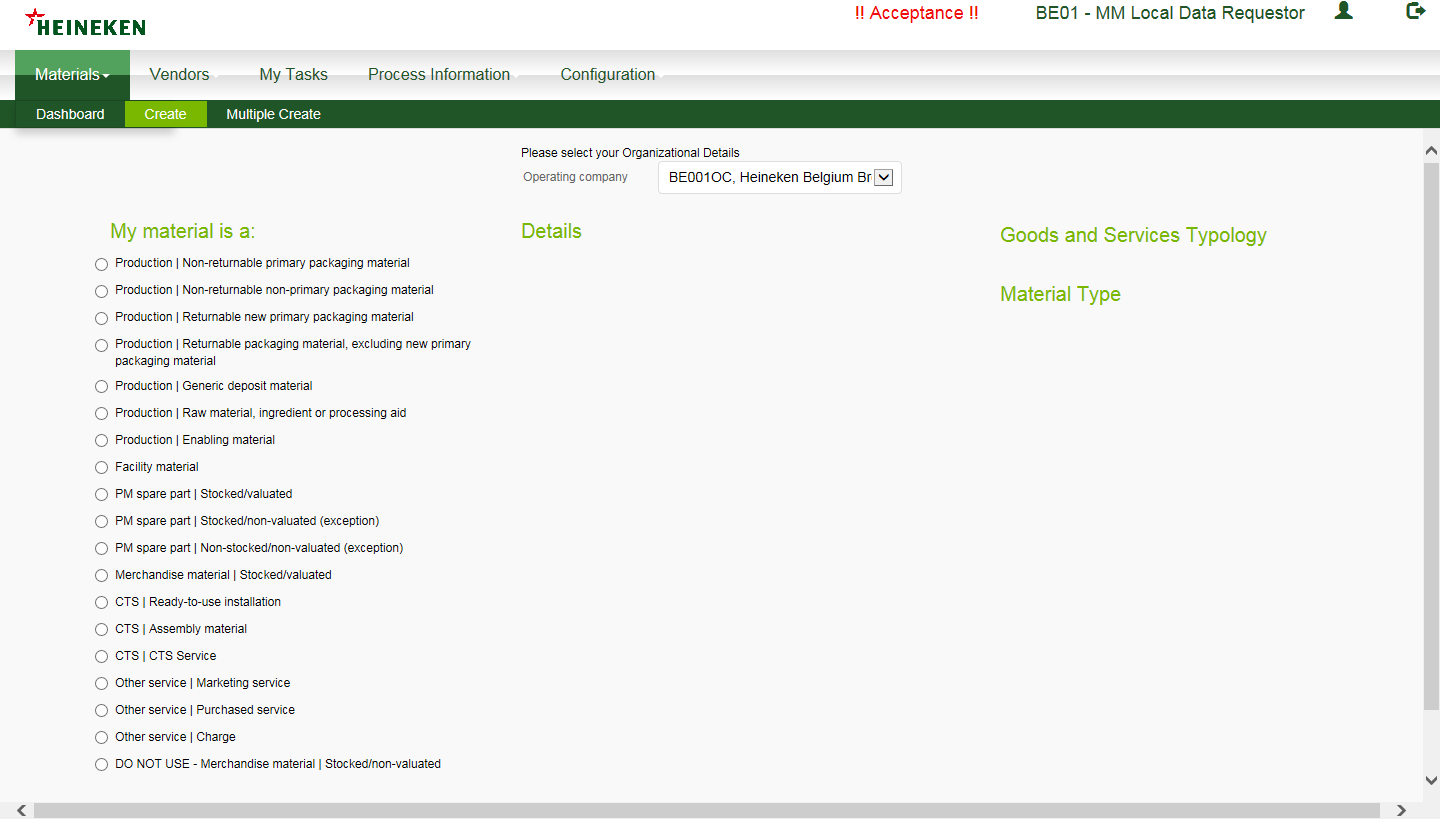 HEINEKEN
!! Acceptance !!
BE01 - MM Local Data Requestor
Materials
Vendors
My Tasks
Process Information
Configuration
Dashboard
Create
Multiple Create
Please select your Organizational Details
Operating company
BE001OC, Heineken Belgium Br
My material is a:
Details
Goods and Services Typology
Material Type
Production | Non-returnable primary packaging material
Production | Non-returnable non-primary packaging material
Production | Returnable new primary packaging material
Production | Returnable packaging material, excluding new primary
packaging material
Production | Generic deposit material
Production | Raw material, ingredient or processing aid
Production | Enabling material
Facility material
PM spare part | Stocked/valuated
PM spare part | Stocked/non-valuated (exception)
PM spare part | Non-stocked/non-valuated (exception)
Merchandise material | Stocked/valuated
CTS | Ready-to-use installation
CTS | Assembly material
CTS | CTS Service
Other service | Marketing service
Other service | Purchased service
Other service | Charge
DO NOT USE - Merchandise material | Stocked/non-valuated